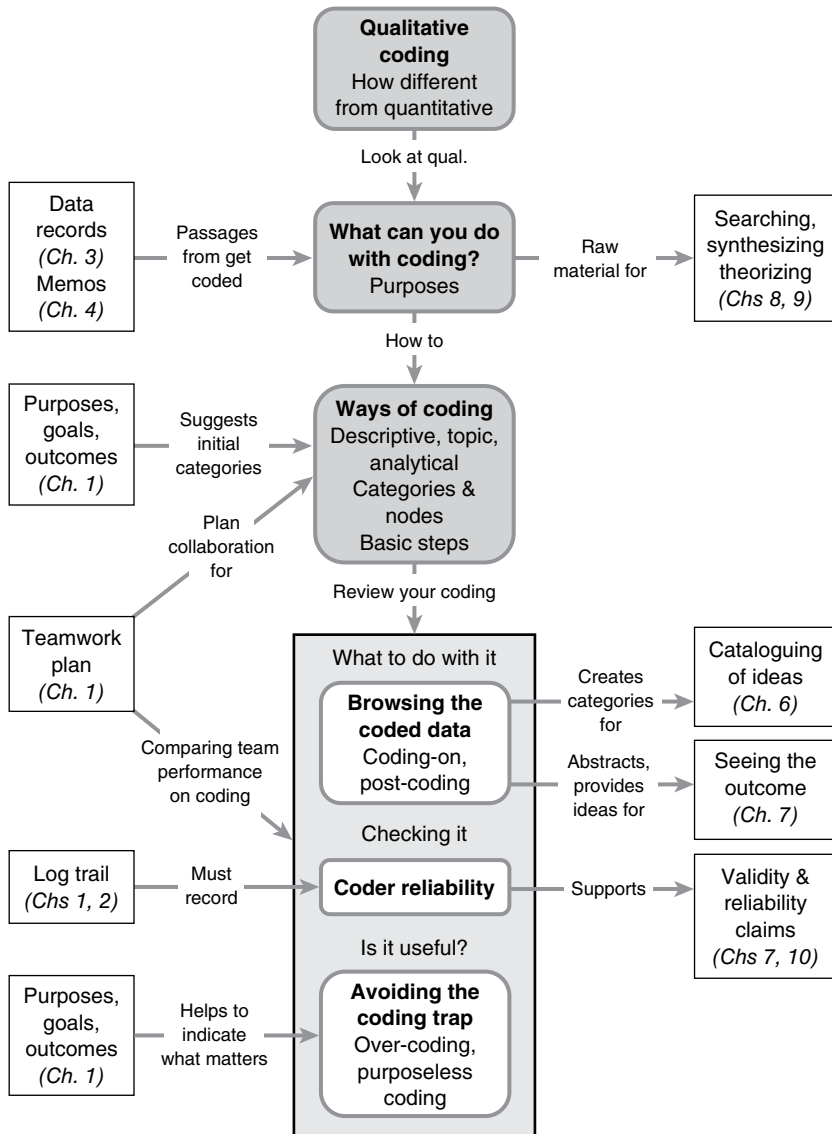 Qualitative
coding
How different
from quantitative
Look at qual.
Data
records
(Ch. 3)
Memos
(Ch. 4)
Passages
from get
coded
What can you do
with coding?
Purposes
Raw
material for
Searching,
synthesizing
theorizing
(Chs 8, 9)
How to
Purposes,
goals,
outcomes
(Ch. 1)
Suggests
initial
categories
Ways of coding
Descriptive, topic,
analytical
Categories &
nodes
Basic steps
Plan
collaboration
for
Review your coding
Teamwork
plan
(Ch. 1)
Comparing team
performance
on coding
What to do with it
Browsing the
coded data
Coding-on,
post-coding
Creates
categories
for
Cataloguing
of ideas
(Ch. 6)
Abstracts,
provides
ideas for
Seeing the
outcome
(Ch. 7)
Checking it
Log trail
(Chs 1, 2)
Must
record
Coder reliability
Supports
Validity &
reliability
claims
(Chs 7, 10)
Is it useful?
Purposes,
goals,
outcomes
(Ch. 1)
Helps to
indicate
what matters
Avoiding the
coding trap
Over-coding,
purposeless
coding